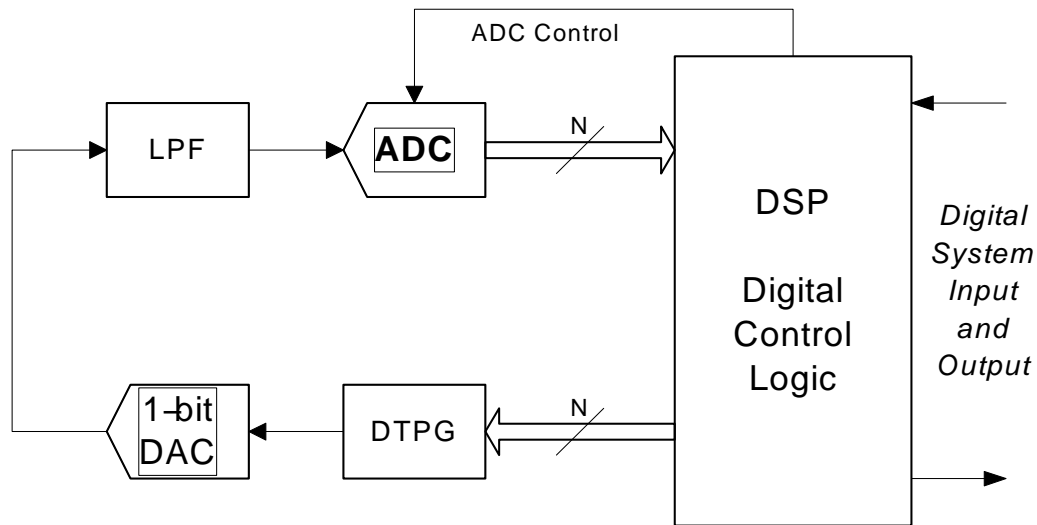 ADC Control
LPF
ADC
N
DSP
Digital
Control
Logic
Digital
System
Input
and
Output
1-bit
DAC
DTPG
N